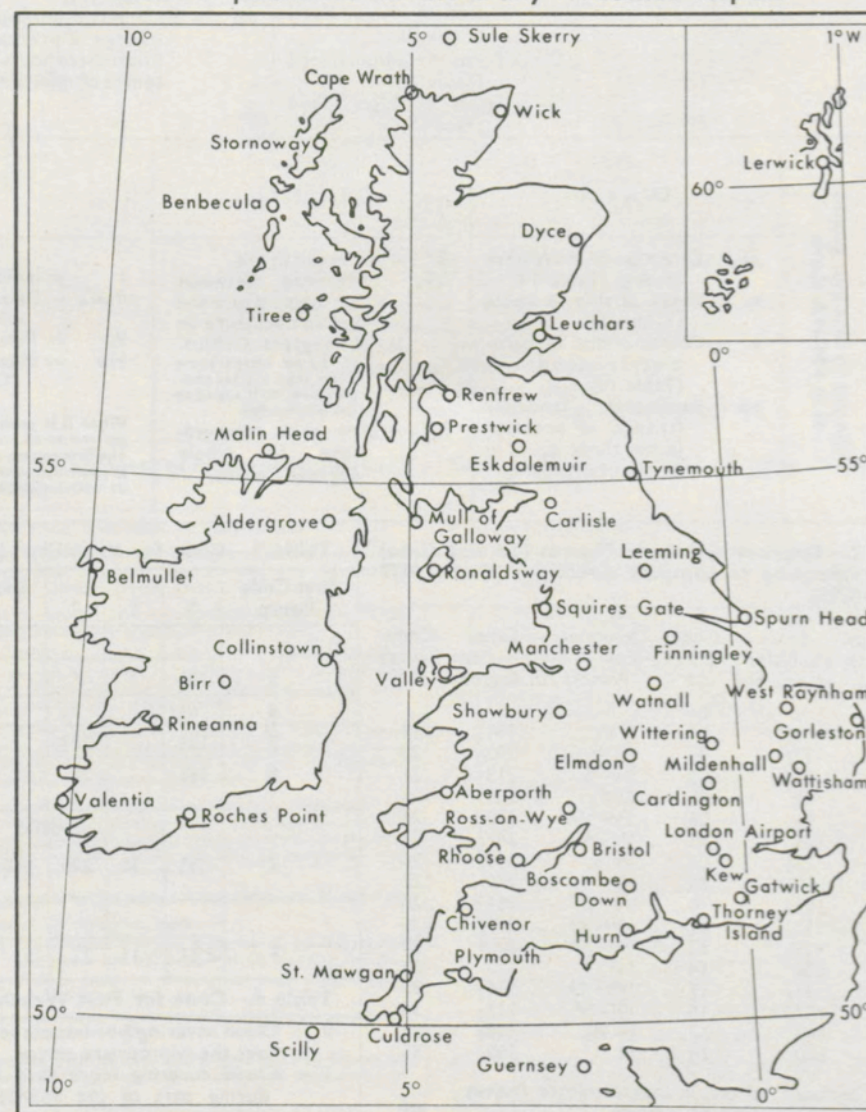 10°
5°
Sule Skerry
1° W
Cape Wrath
Wick
Stornoway
Lerwick
60°
Benbecula
Dyce
Tiree
Leuchars
0°
Renfrew
Prestwick
Malin Head
Eskdalemuir
Tynemouth
55°
55°
Aldergrove
Mull of
Galloway
Carlisle
Belmullet
Ronaldsway
Leeming
Squires Gate
Spurn Head
Collinstown
Manchester
Finningley
Birr
Valley
Watnall
West Raynham
Rineanna
Shawbury
Wittering
Gorleston
Elmdon
Mildenhall
Wattisham
Valentia
Aberporth
Cardington
Roches Point
Ross-on-Wye
London Airport
Rhoose
Bristol
Kew
Boscombe
Down
Gatwick
Chivenor
Thorney
Island
Hurn
St. Mawgan
Plymouth
50°
50°
Scilly
Culdrose
Guernsey
10°
5°
0°